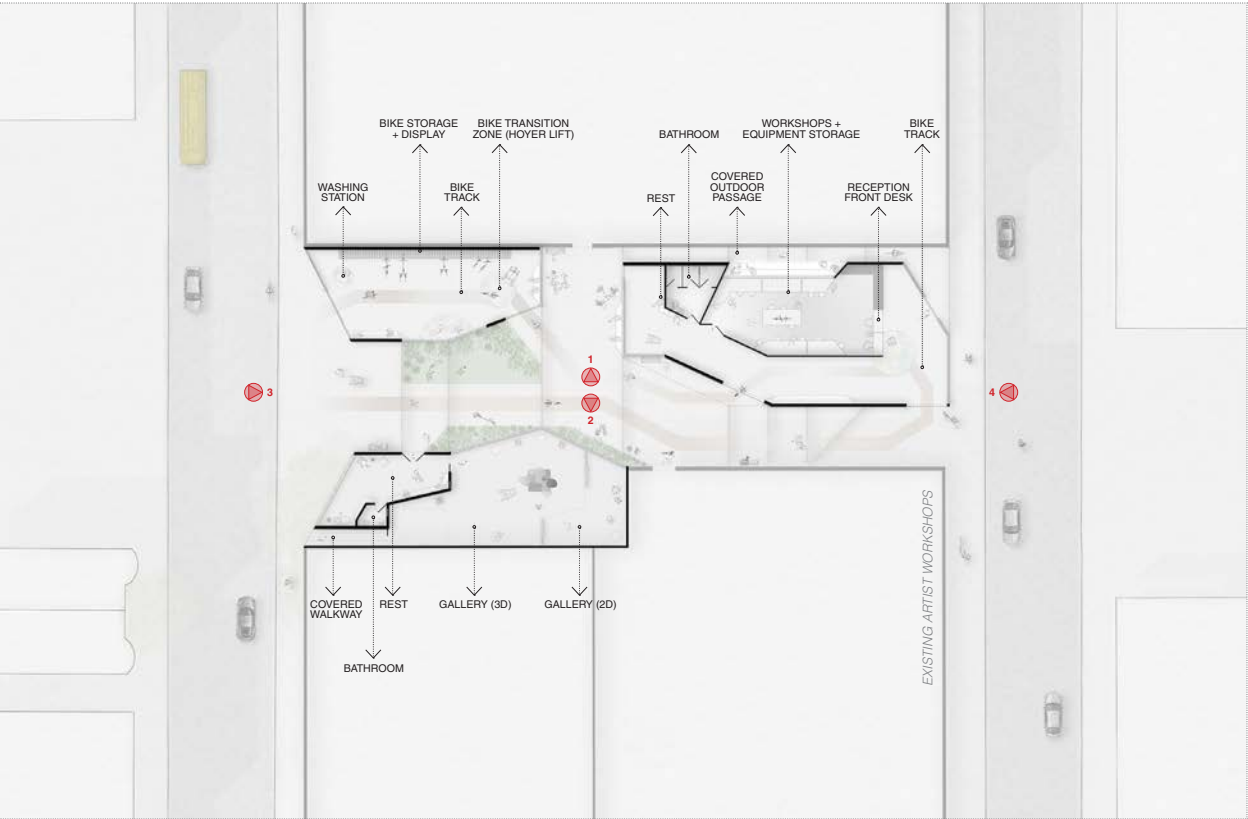 BIKE STORAGE
+ DISPLAY
BIKE TRANSITION
ZONE (HOYER LIFT)
BATHROOM
WORKSHOPS +
EQUIPMENT STORAGE
BIKE
TRACK
WASHING
STATION
BIKE
TRACK
REST
COVERED
OUTDOOR
PASSAGE
RECEPTION
FRONT DESK
1
2
3
4
COVERED
WALKWAY
REST
GALLERY (3D)
GALLERY (2D)
BATHROOM
EXISTING ARTIST WORKSHOPS